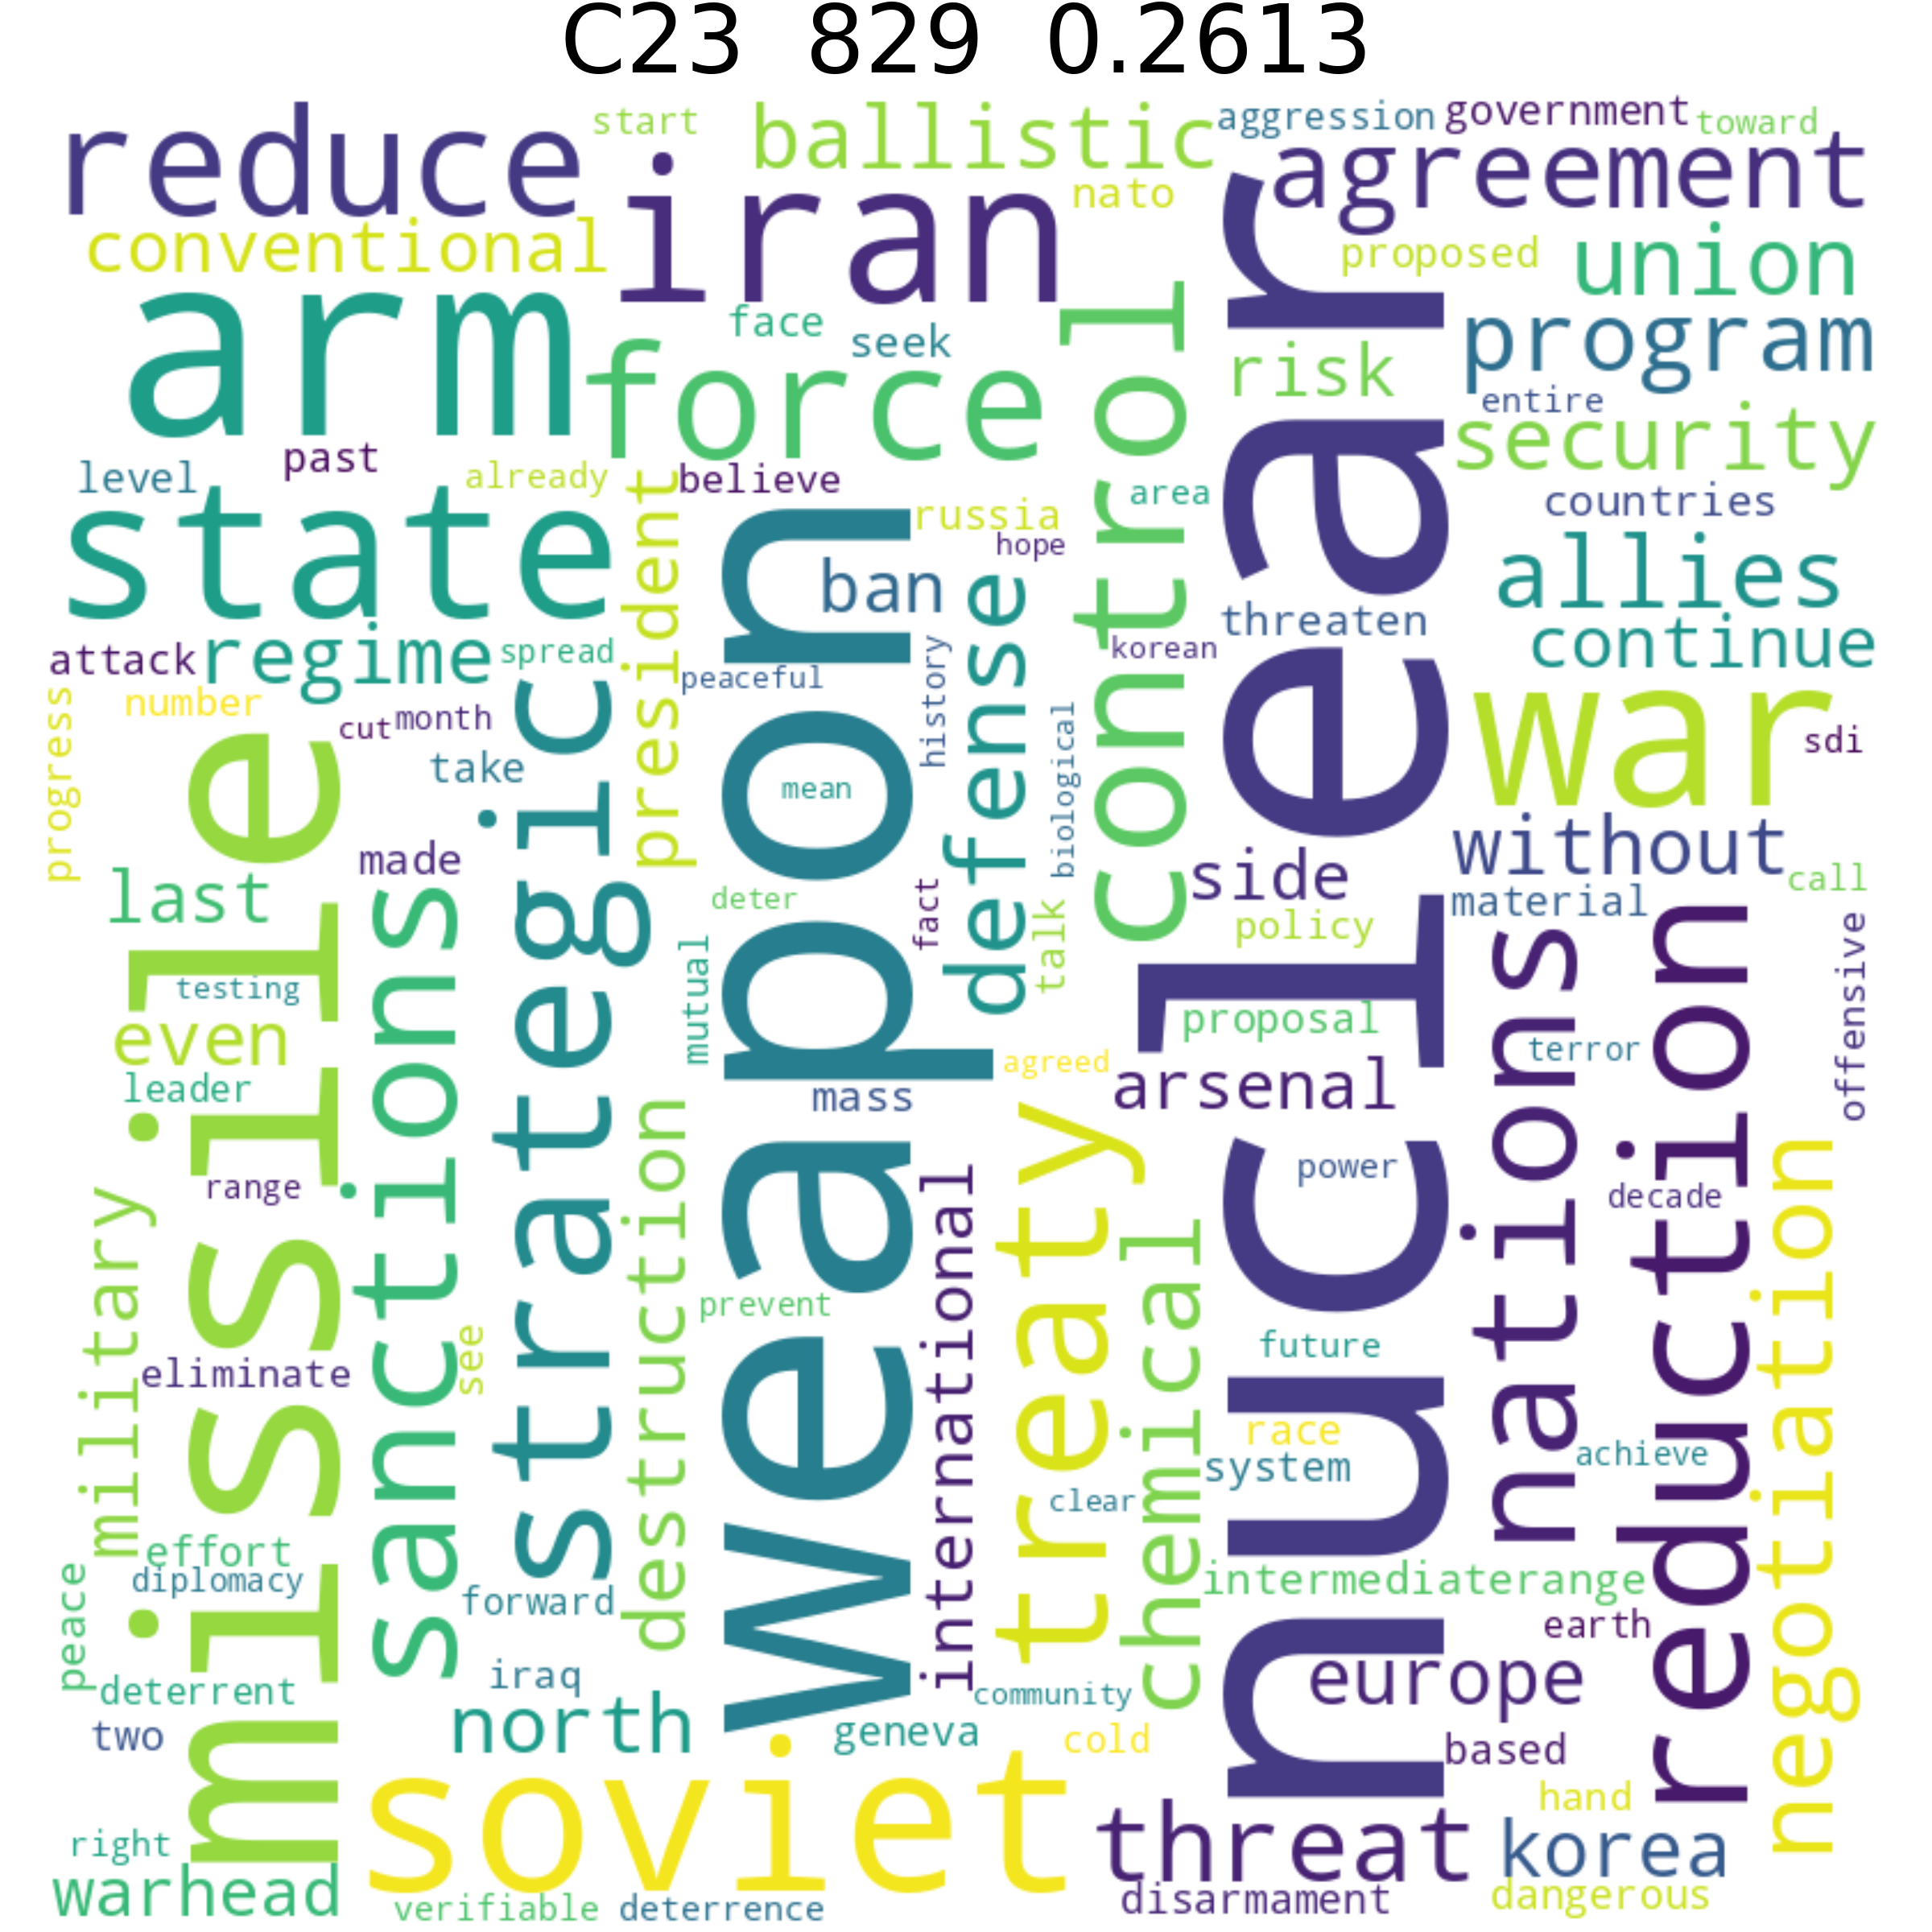 C23 829 0.2613
reduce
start
ballistic
aggression
government
toward
iran
nato
agreement
conventional
proposed
union
arm
face
seek
force
control
nuclear
risk
program
entire
security
level
past
already
believe
area
countries
state
president
weapon
russia
hope
ban
defense
allies
threaten
continue
attack
regime
spread
peaceful
history
korean
progress
number
cut
month
strategic
biological
war
sdi
missile
take
mean
without
made
side
last
sanctions
deter
fact
talk
policy
material
call
testing
mutual
proposal
nations
reduction
offensive
even
agreed
terror
leader
mass
arsenal
military
range
destruction
international
treaty
chemical
power
decade
negotiation
prevent
eliminate
see
future
race
system
achieve
clear
effort
diplomacy
peace
forward
intermediaterange
earth
deterrent
iraq
community
europe
two
north
geneva
cold
based
soviet
hand
right
threat
korea
warhead
verifiable
deterrence
disarmament
dangerous